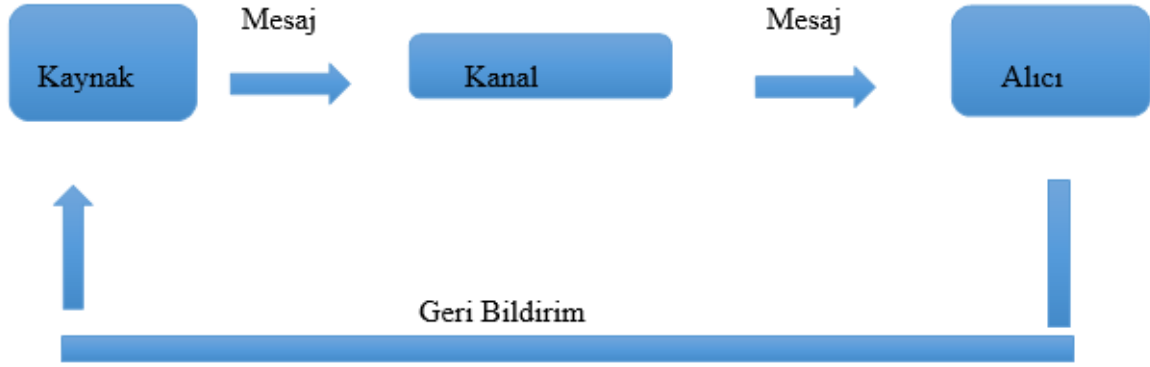 Mesaj
Mesaj
Kaynak
Kanal
Alıcı
Geri Bildirim